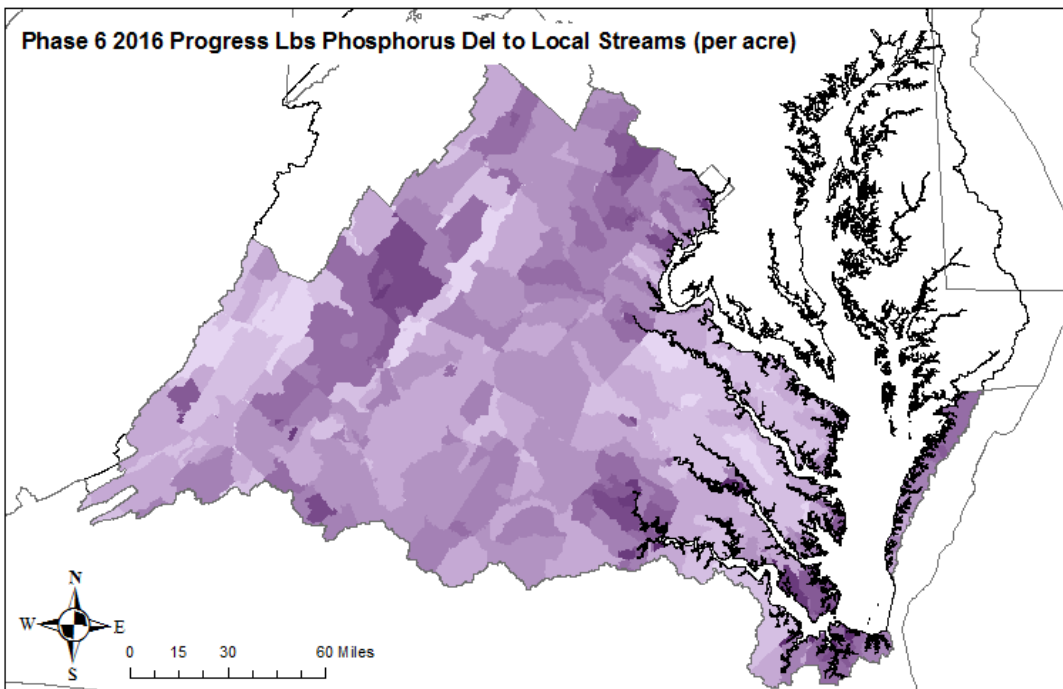 Phase 6 2016 Progress Lbs Phosphorus Del to Local Streams (per acre)
N
W E
S
0 15 30 60 Miles